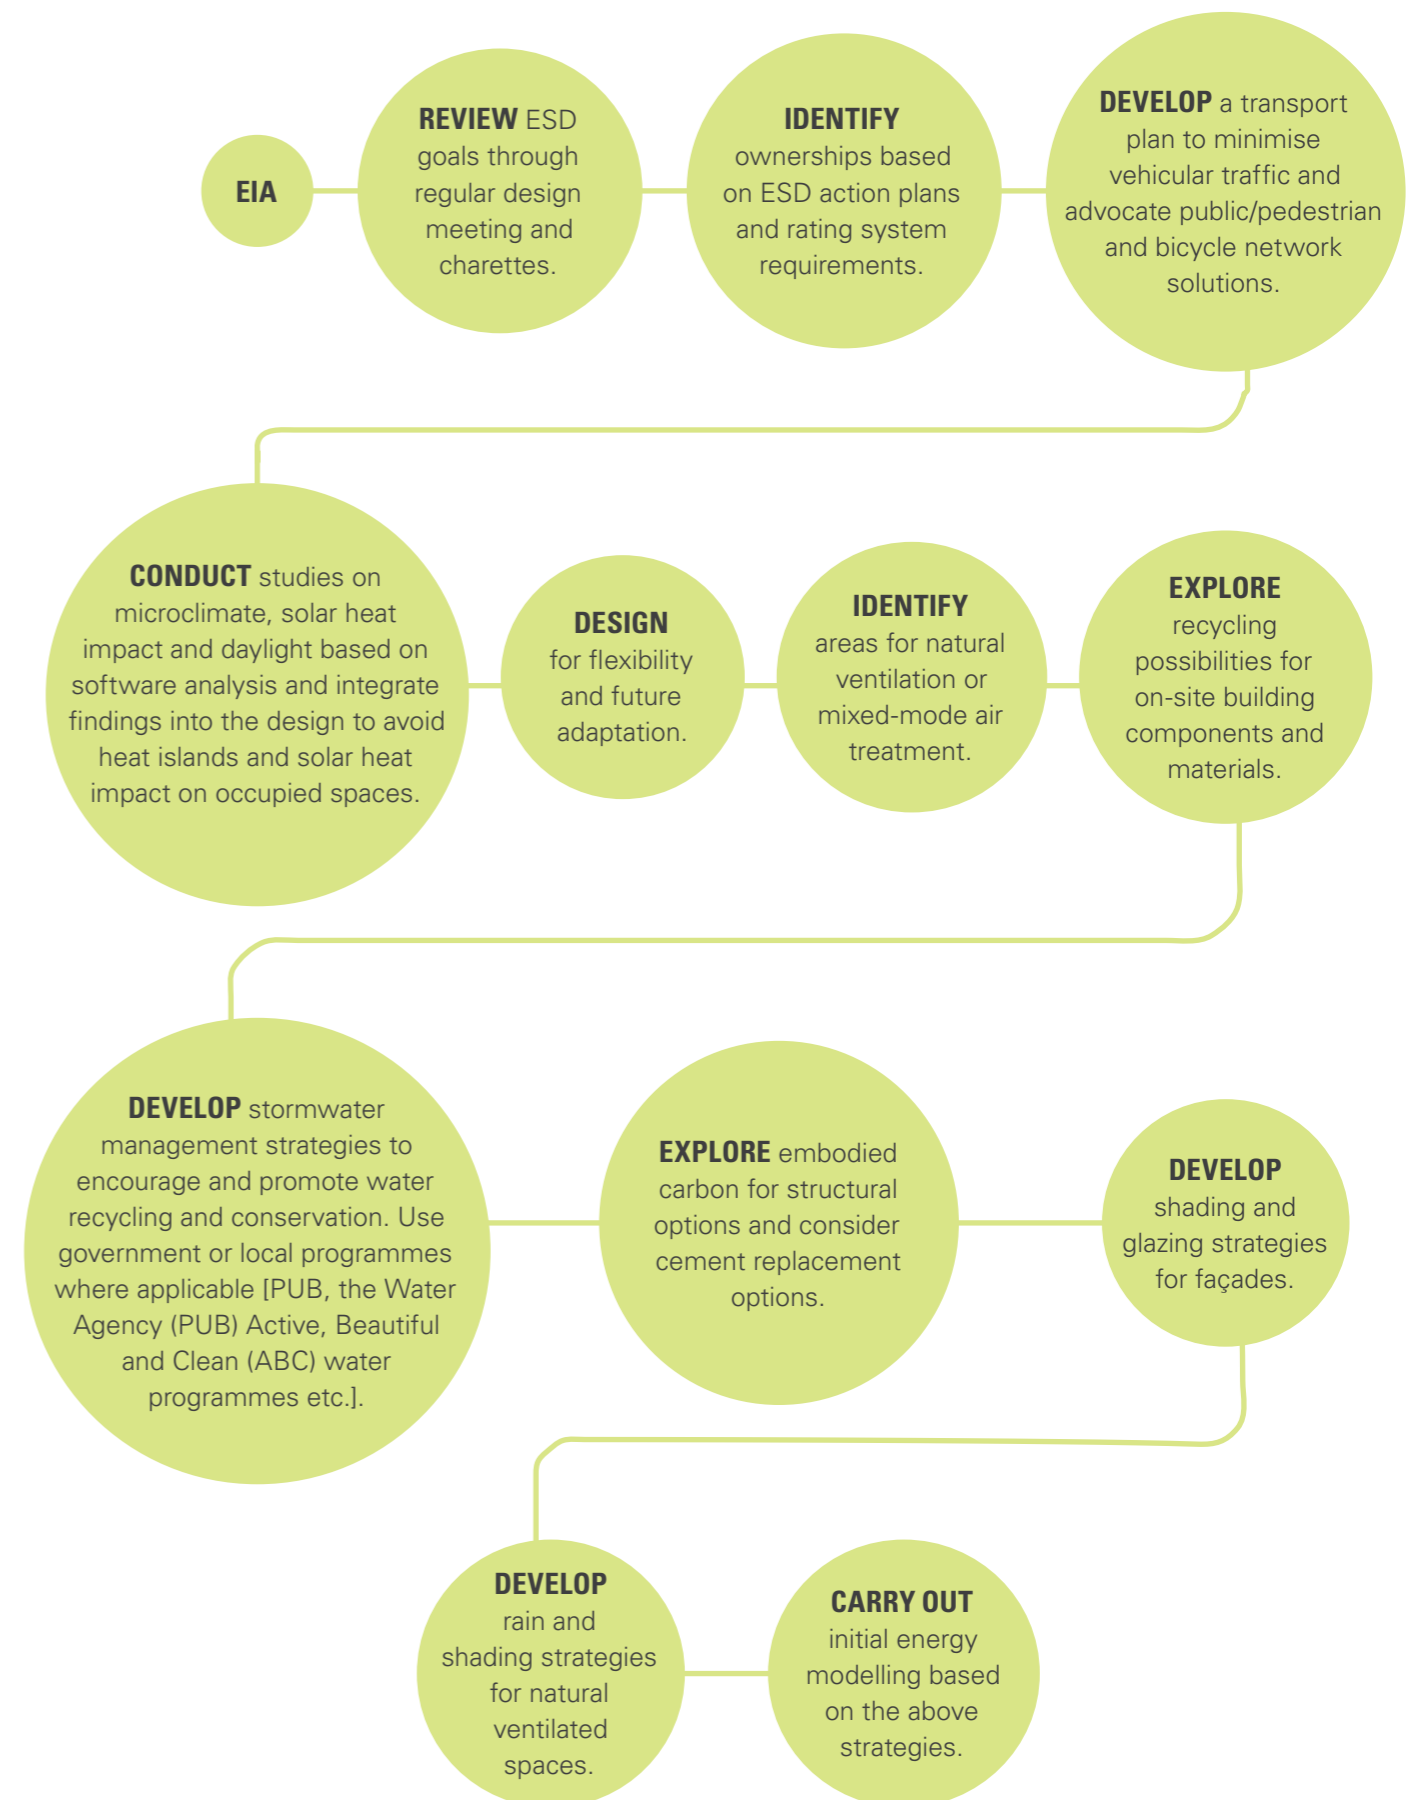 EIA
REVIEW ESD
goals through
regular design
meeting and
charettes.
IDENTIFY
ownerships based
on ESD action plans
and rating system
requirements.
DEVELOP a transport
plan to minimise
vehicular traffic and
advocate public/pedestrian
and bicycle network
solutions.
CONDUCT studies on
microclimate, solar heat
impact and daylight based on
software analysis and integrate
findings into the design to avoid
heat islands and solar heat
impact on occupied spaces.
DESIGN
for flexibility
and future
adaptation.
IDENTIFY
areas for natural
ventilation or
mixed-mode air
treatment.
EXPLORE
recycling
possibilities for
on-site building
components and
materials.
DEVELOP stormwater
management strategies to
encourage and promote water
recycling and conservation. Use
government or local programmes
where applicable [PUB, the Water
Agency (PUB) Active, Beautiful
and Clean (ABC) water
programmes etc.].
EXPLORE embodied
carbon for structural
options and consider
cement replacement
options.
DEVELOP
shading and
glazing strategies
for façades.
DEVELOP
rain and
shading strategies
for natural
ventilated
spaces.
CARRY OUT
initial energy
modelling based
on the above
strategies.